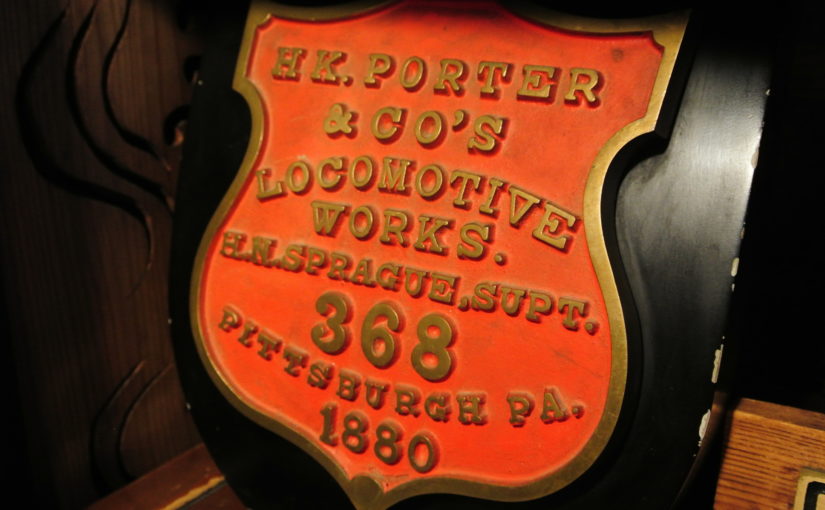 H.K. PORTER
& CO'S
LOCOMOTIVE
WORKS.
H.N. SPRAGUE, SUPT.
368
PITTSBURGH PA.
1880